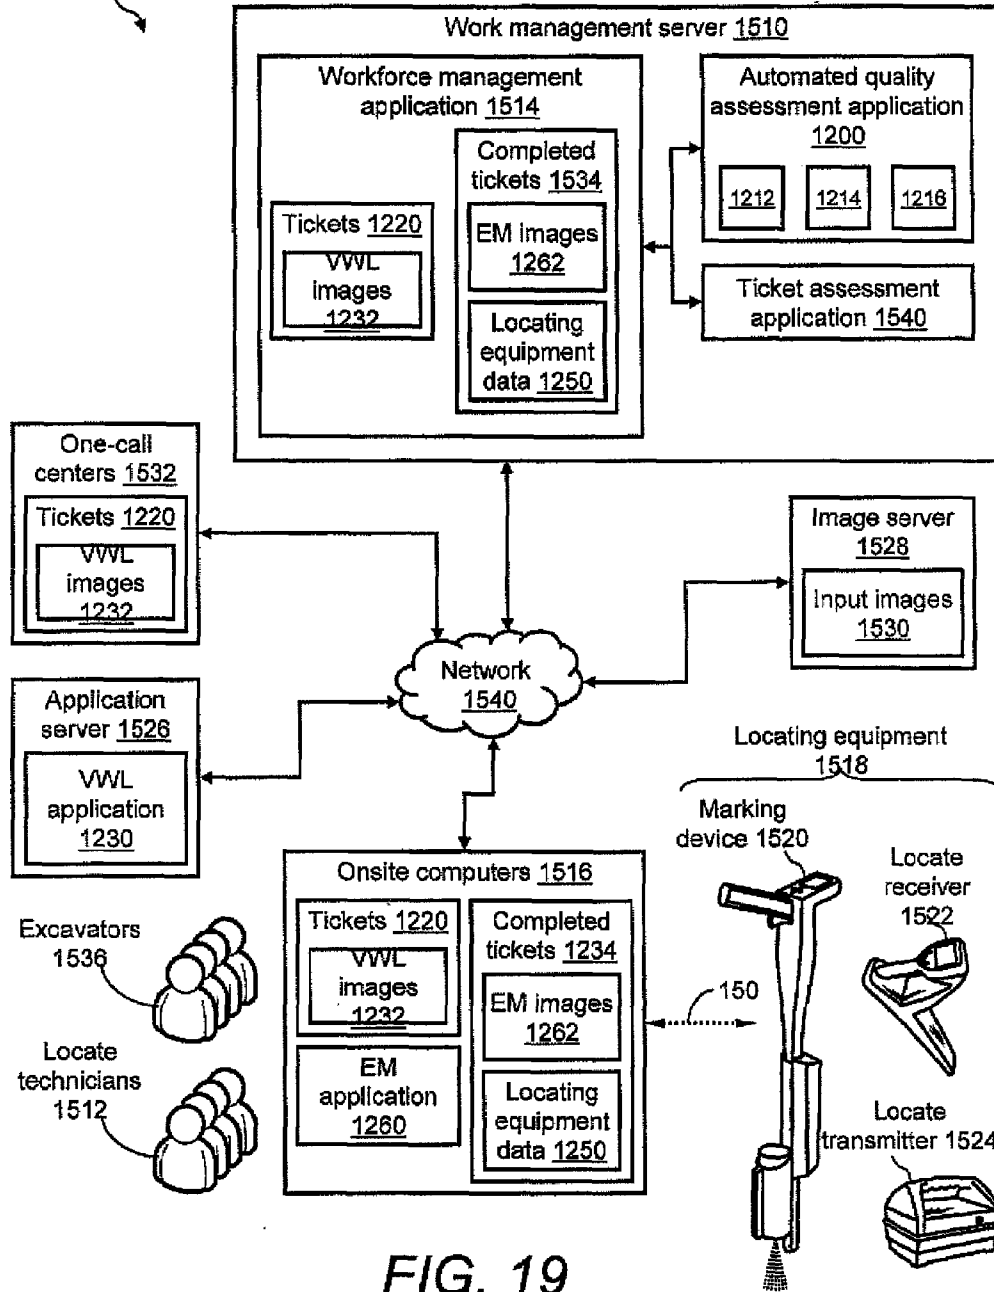 Work management server 1510
Workforce management
application 1514
Completed
tickets 1534
EM images
1262
Locating
equipment
data 1250
Tickets 1220
VWL
images
1232
Automated quality
assessment application
1200
1212
1214
1216
Ticket assessment
application 1540
One-call
centers 1532
Tickets 1220
VWL
images
1232
Image server
1528
Input images
1530
Network
1540
Application
server 1526
VWL
application
1230
Locating equipment
1518
Marking
device 1520
Locate
receiver
1522
Onsite computers 1516
Tickets 1220
VWL
images
1232
EM
application
1260
Completed
tickets 1234
EM images
1262
Locating
equipment
data 1250
150
Excavators
1536
Locate
technicians
1512
Locate
transmitter 1524
FIG. 19